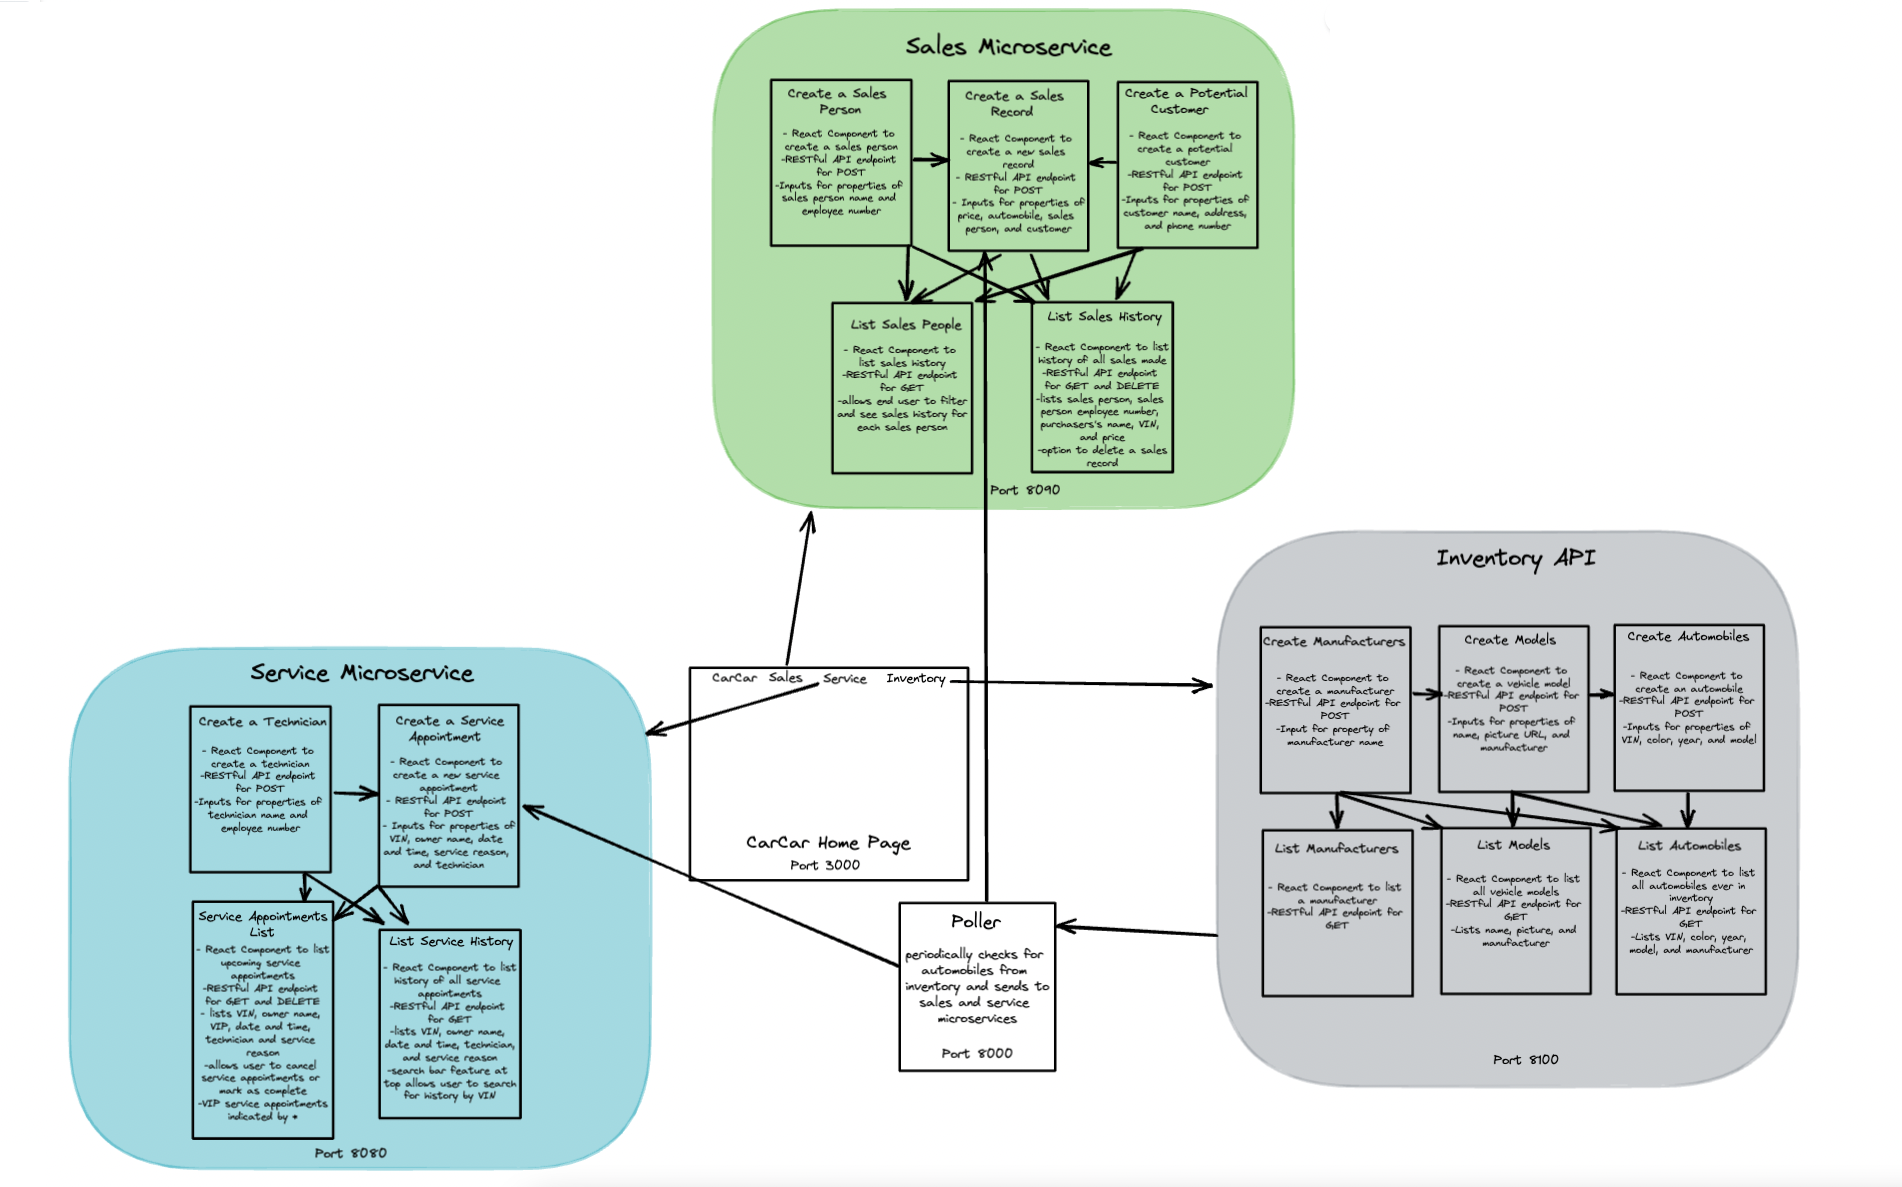 Sales Microservice
Create a Sales
Person
- React Component to
create a sales person
-RESTful API endpoint
for POST
-Inputs for properties of
sales person name and
employee number
Create a Sales
Record
- React Component to
create a new sales
record
- RESTful API endpoint
for POST
- Inputs for properties of
price, automobile, sales
person, and customer
Create a Potential
Customer
- React Component to
create a potential
customer
-RESTful API endpoint
for POST
-Inputs for properties of
customer name, address,
and phone number
List Sales People
- React Component to
list sales history
-RESTful API endpoint
for GET
-allows end user to filter
and see sales history for
each sales person
List Sales History
- React Component to list
history of all sales made
-RESTful API endpoint
for GET and DELETE
-lists sales person, sales
person employee number,
purchasers's name, VIN,
and price
-option to delete a sales
record
Port 8090
Inventory API
Create Manufacturers
- React Component to
create a manufacturer
-RESTful API endpoint for
POST
-Input for property of
manufacturer name
Create Models
- React Component to
create a vehicle model
-RESTful API endpoint for
POST
-Inputs for properties of
name, picture URL, and
manufacturer
Create Automobiles
- React Component to
create an automobile
-RESTful API endpoint for
POST
-Inputs for properties of
VIN, color, year, and model
List Manufacturers
- React Component to list
a manufacturer
-RESTful API endpoint for
GET
List Models
- React Component to list
all vehicle models
-RESTful API endpoint for
GET
-Lists name, picture, and
manufacturer
List Automobiles
- React Component to list
all automobiles ever in
inventory
-RESTful API endpoint for
GET
-Lists VIN, color, year,
model, and manufacturer
Port 8100
CarCar Sales Service Inventory
CarCar Home Page
Port 3000
Service Microservice
Create a Technician
- React Component to
create a technician
-RESTful API endpoint
for POST
-Inputs for properties of
technician name and
employee number
Create a Service
Appointment
- React Component to
create a new service
appointment
- RESTful API endpoint
for POST
- Inputs for properties of
VIN, owner name, date
and time, service reason,
and technician
Service Appointments
List
- React Component to list
upcoming service
appointments
-RESTful API endpoint
for GET and DELETE
- lists VIN, owner name,
VIP, date and time,
technician and service
reason
-allows user to cancel
service appointments or
mark as complete
-VIP service appointments
indicated by *
List Service History
- React Component to list
history of all service
appointments
-RESTful API endpoint
for GET
-lists VIN, owner name,
date and time, technician,
and service reason
-search bar feature at
top allows user to search
for history by VIN
Port 8080
Poller
periodically checks for
automobiles from
inventory and sends to
sales and service
microservices
Port 8000